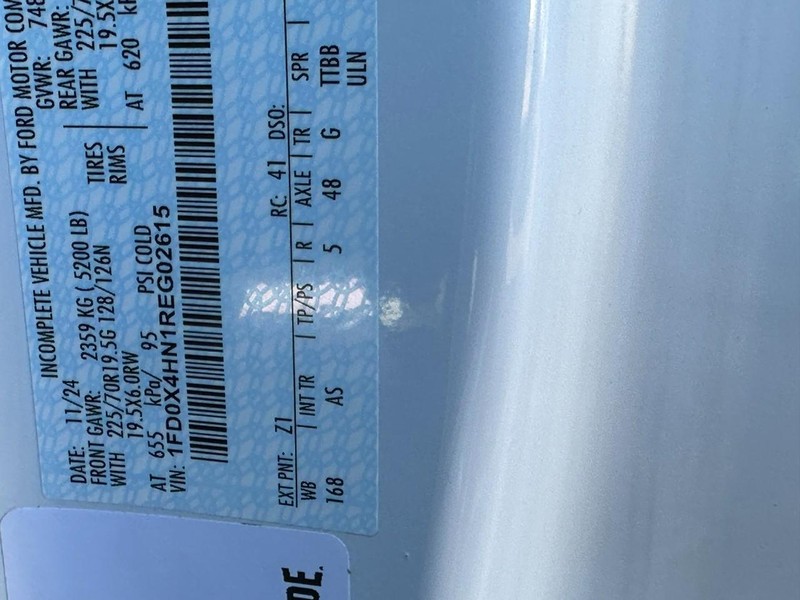 INCOMPLETE VEHICLE MFD. BY FORD MOTOR COM
DATE: 11/24 GVWR: 748
FRONT GAWR: 2359 KG ( 5200 LB) REAR GAWR:
WITH 225/70R19.5G 128/126N TIRES WITH 225/7
19.5X6.0RW RIMS 19.5X
AT 655 kPa/ 95 PSI COLD AT 620 kP
VIN: 1FD0X4HN1REG02615
EXT PNT: Z1 RC: 41 DSO:
WB | INT TR | TP/PS | R | AXLE | TR | SPR |
168 AS 5 48 G TTBB
ULN
DE.